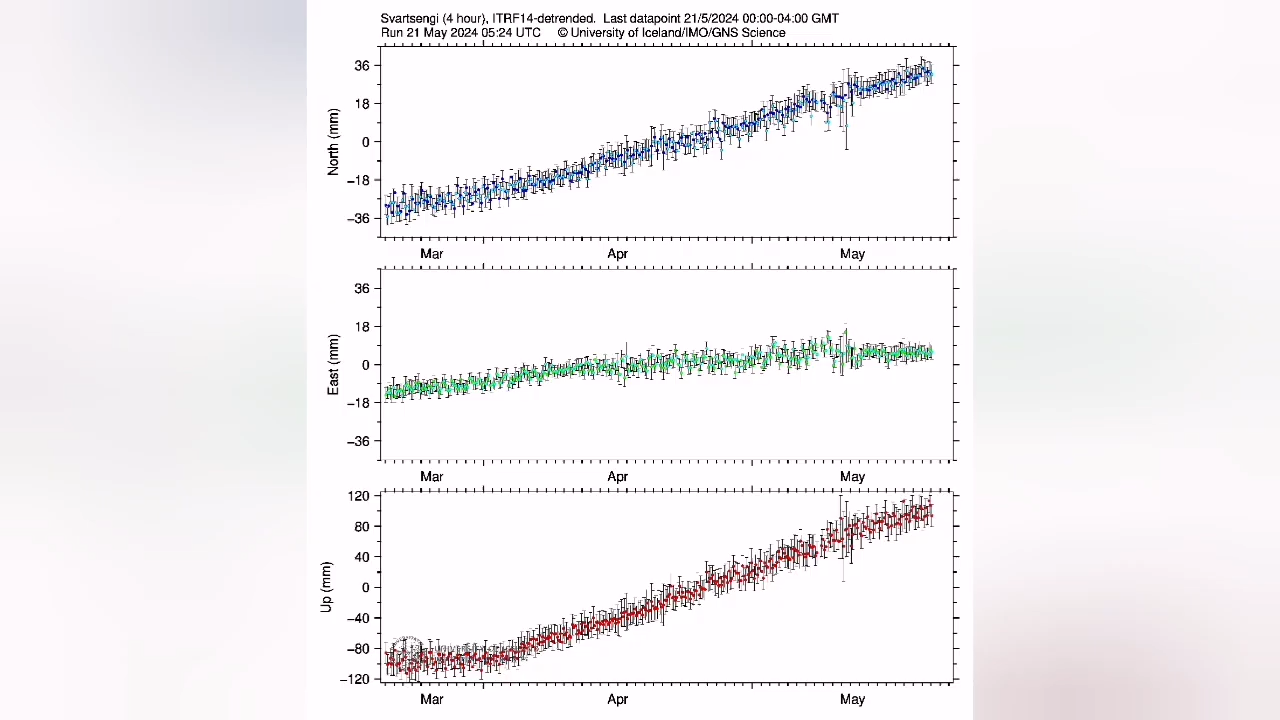 Svartsengi (4 hour), ITRF14-detrended. Last datapoint 21/5/2024 00:00-04:00 GMT
Run 21 May 2024 05:24 UTC © University of Iceland/IMO/GNS Science
36
18
0
−18
−36
North (mm)
Mar Apr May
36
18
0
−18
−36
East (mm)
Mar Apr May
120
80
40
0
−40
−80
−120
Up (mm)
Mar Apr May